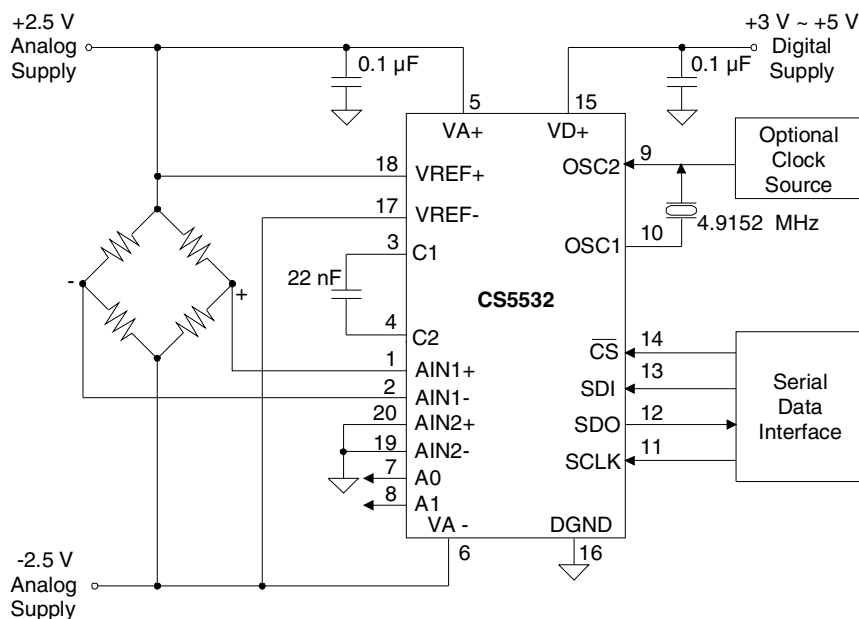 +2.5 V
Analog
Supply
0.1 µF
+3 V ~ +5 V
Digital
Supply
0.1 µF
5
15
VA+
VD+
18
VREF+
17
VREF-
3
C1
22 nF
4
C2
1
AIN1+
2
AIN1-
20
AIN2+
19
AIN2-
7
A0
8
A1
VA -
6
DGND
16
CS5532
OSC2
9
Optional
Clock
Source
4.9152 MHz
OSC1
10
CS
14
SDI
13
SDO
12
SCLK
11
Serial
Data
Interface
-
+
-2.5 V
Analog
Supply